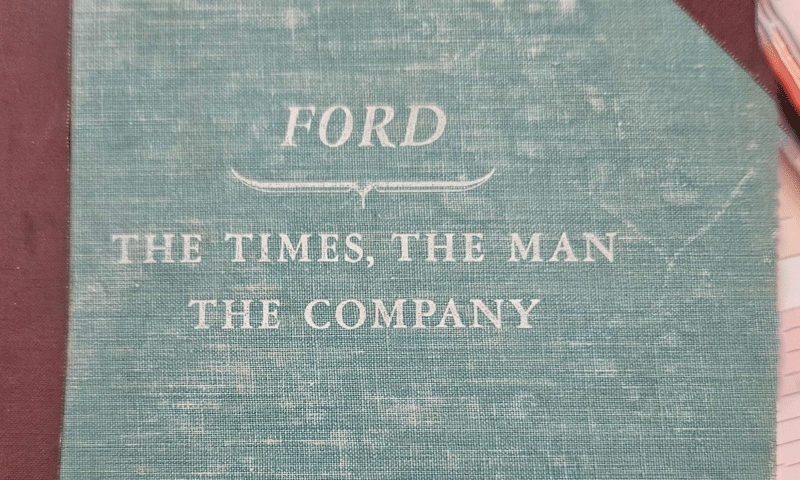 FORD
THE TIMES, THE MAN
THE COMPANY